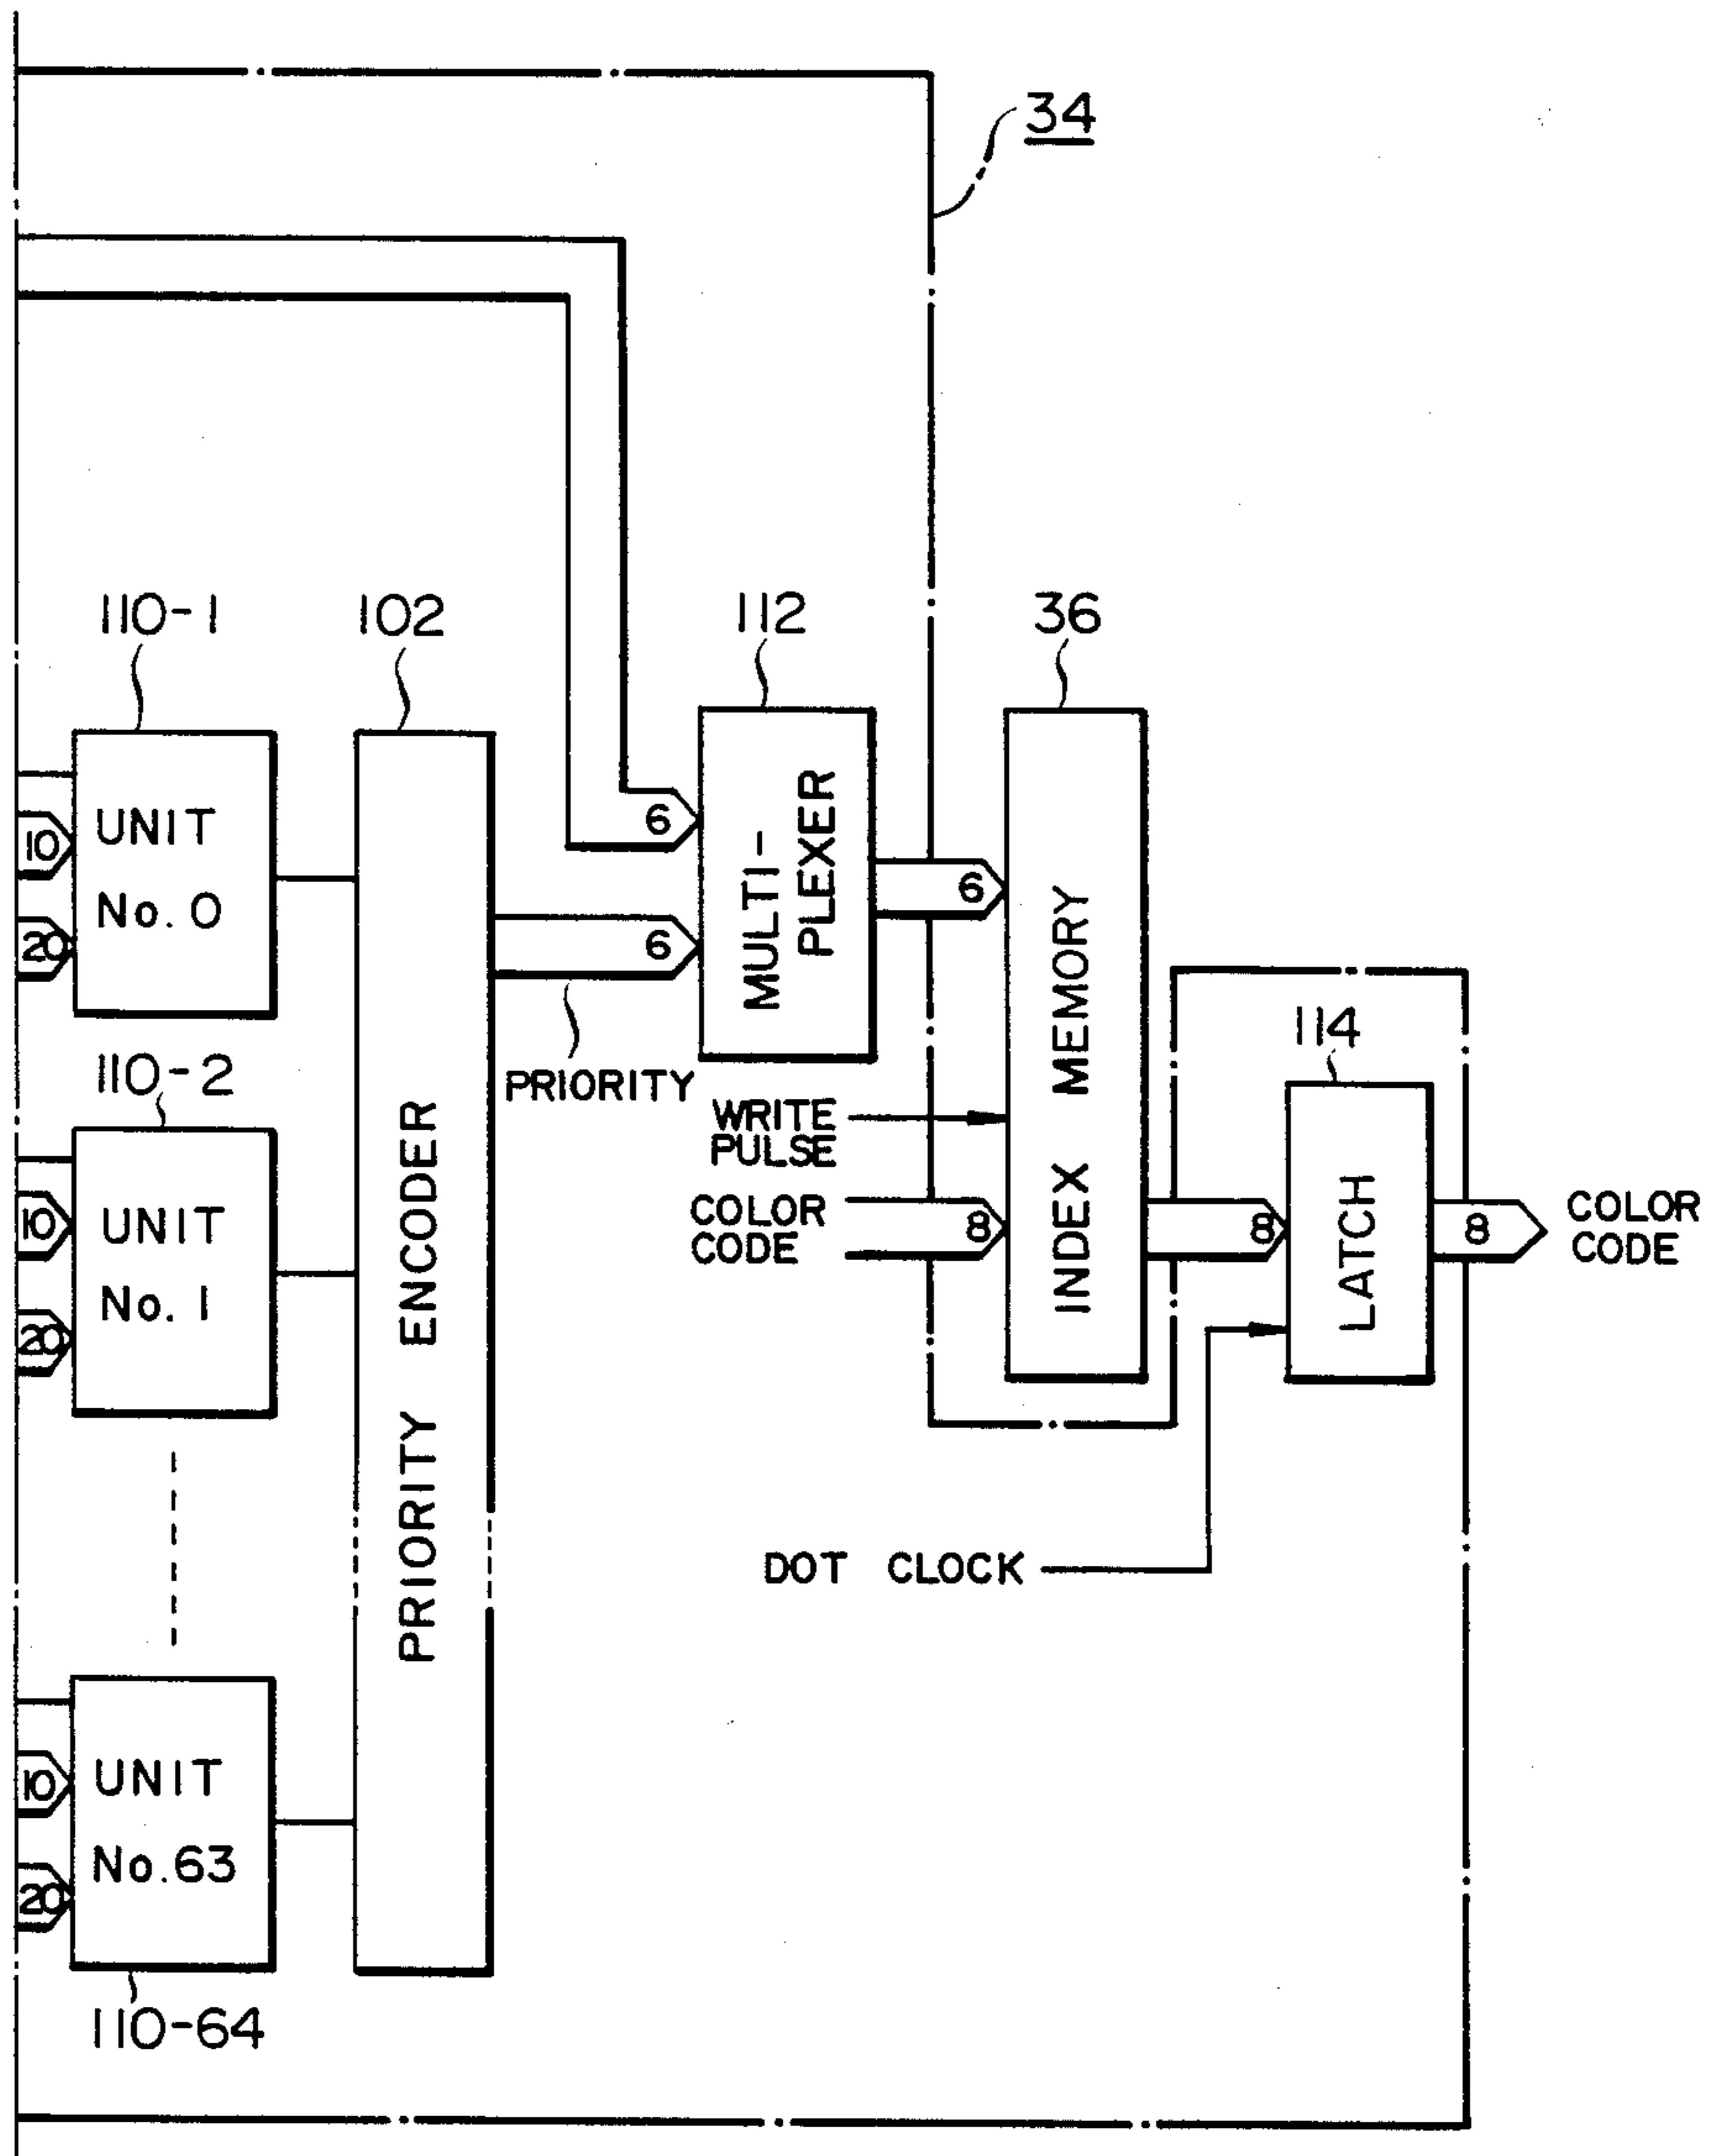 34
110-1
102
112
36
UNIT
No. 0
10
20
6
6
MULTI-
PLEXER
6
INDEX MEMORY
PRIORITY
110-2
114
WRITE
PULSE
UNIT
No. 1
10
20
PRIORITY ENCODER
COLOR
CODE
8
8
LATCH
8
COLOR
CODE
DOT CLOCK
UNIT
No.63
10
20
110-64